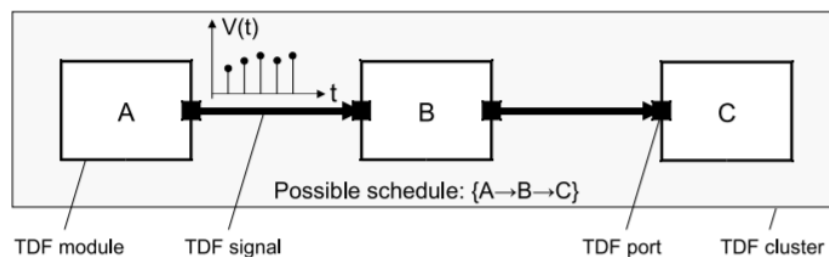 V(t)
t
A
B
C
Possible schedule: {A→B→C}
TDF module
TDF signal
TDF port
TDF cluster